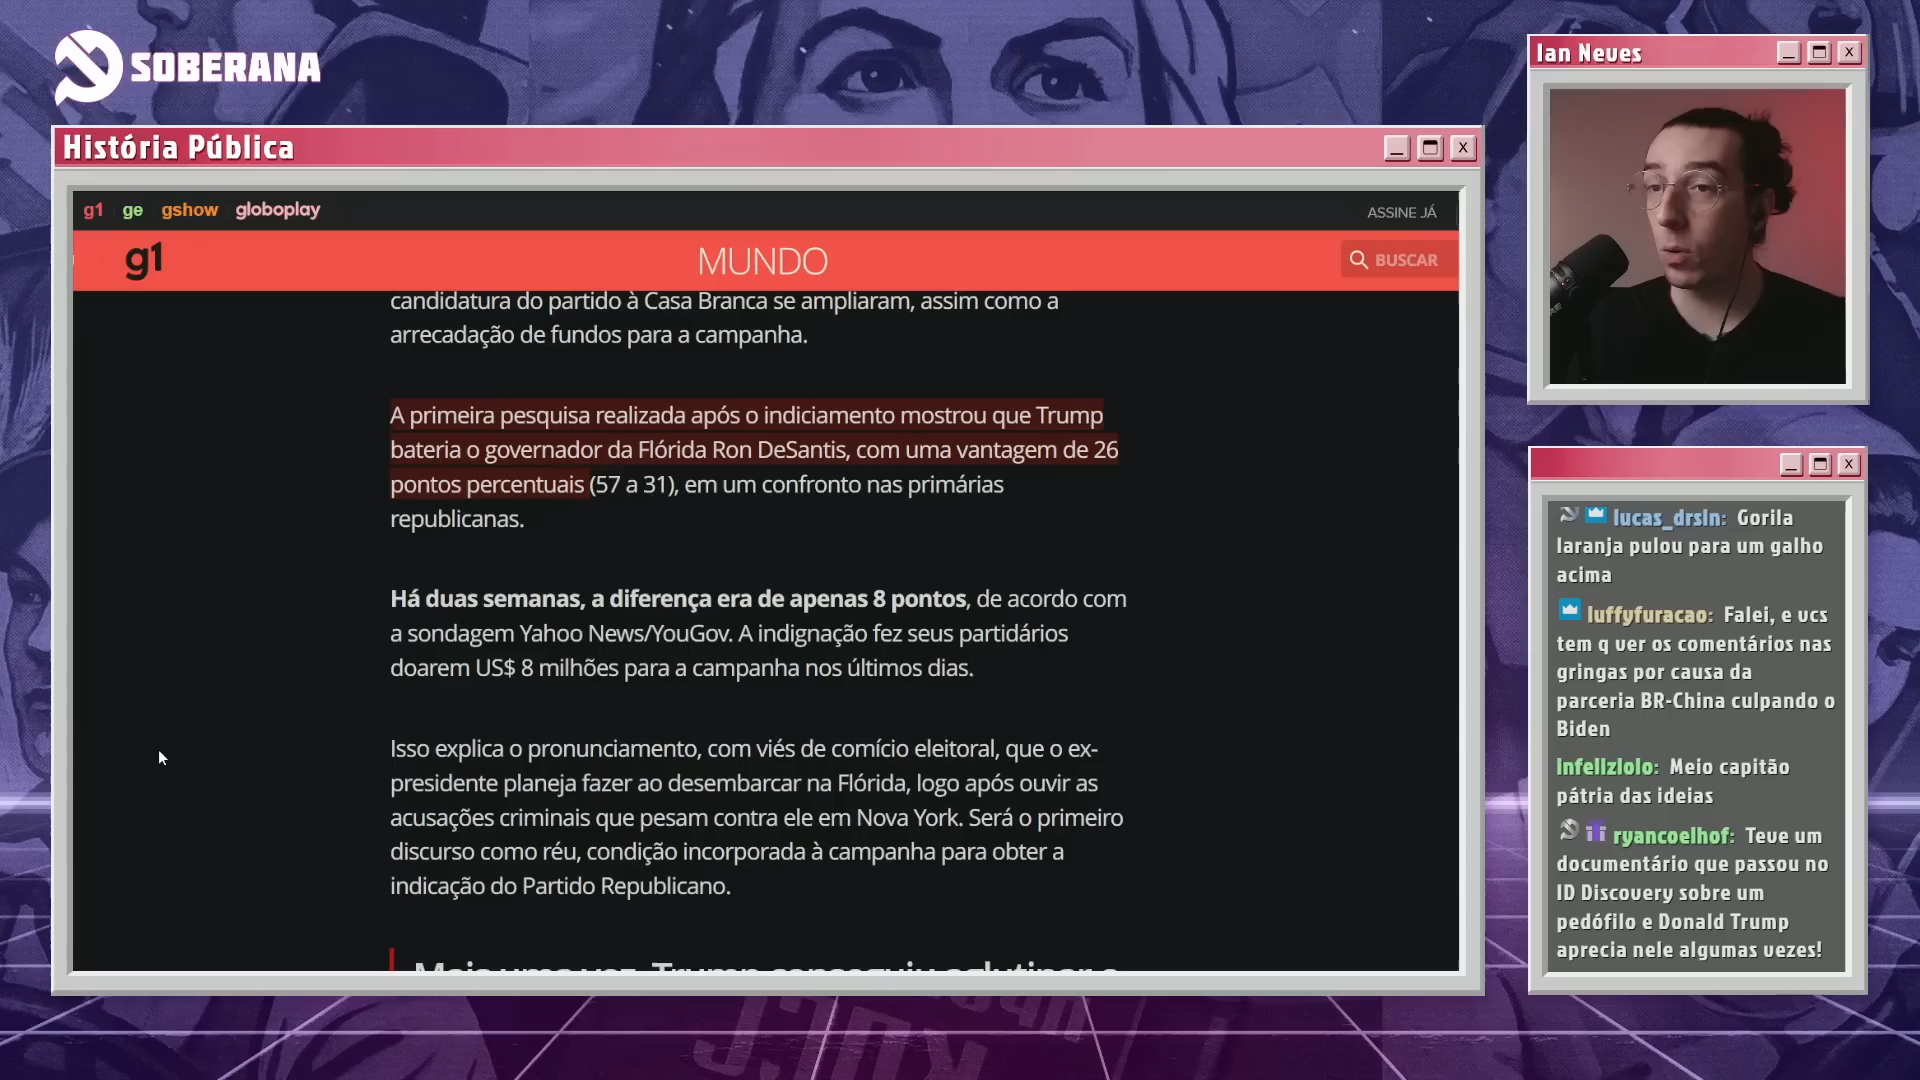 SOBERANA
História Pública
g1 ge gshow globoplay
ASSINE JÁ
g1
MUNDO
BUSCAR
candidatura do partido à Casa Branca se ampliaram, assim como a
arrecadação de fundos para a campanha.
A primeira pesquisa realizada após o indiciamento mostrou que Trump
bateria o governador da Flórida Ron DeSantis, com uma vantagem de 26
pontos percentuais (57 a 31), em um confronto nas primárias
republicanas.
Há duas semanas, a diferença era de apenas 8 pontos, de acordo com
a sondagem Yahoo News/YouGov. A indignação fez seus partidários
doarem US$ 8 milhões para a campanha nos últimos dias.
Isso explica o pronunciamento, com viés de comício eleitoral, que o ex-
presidente planeja fazer ao desembarcar na Flórida, logo após ouvir as
acusações criminais que pesam contra ele em Nova York. Será o primeiro
discurso como réu, condição incorporada à campanha para obter a
indicação do Partido Republicano.
Mais uma vez, Trump conseguiu aglutinar o
Ian Neves
lucas_drsln: Gorila
laranja pulou para um galho
acima
luffyfuracao: Falei, e vcs
tem q ver os comentários nas
gringas por causa da
parceria BR-China culpando o
Biden
infelizlolo: Meio capitão
pátria das ideias
ryancoelhof: Teve um
documentário que passou no
ID Discovery sobre um
pedófilo e Donald Trump
aprecia nele algumas vezes!